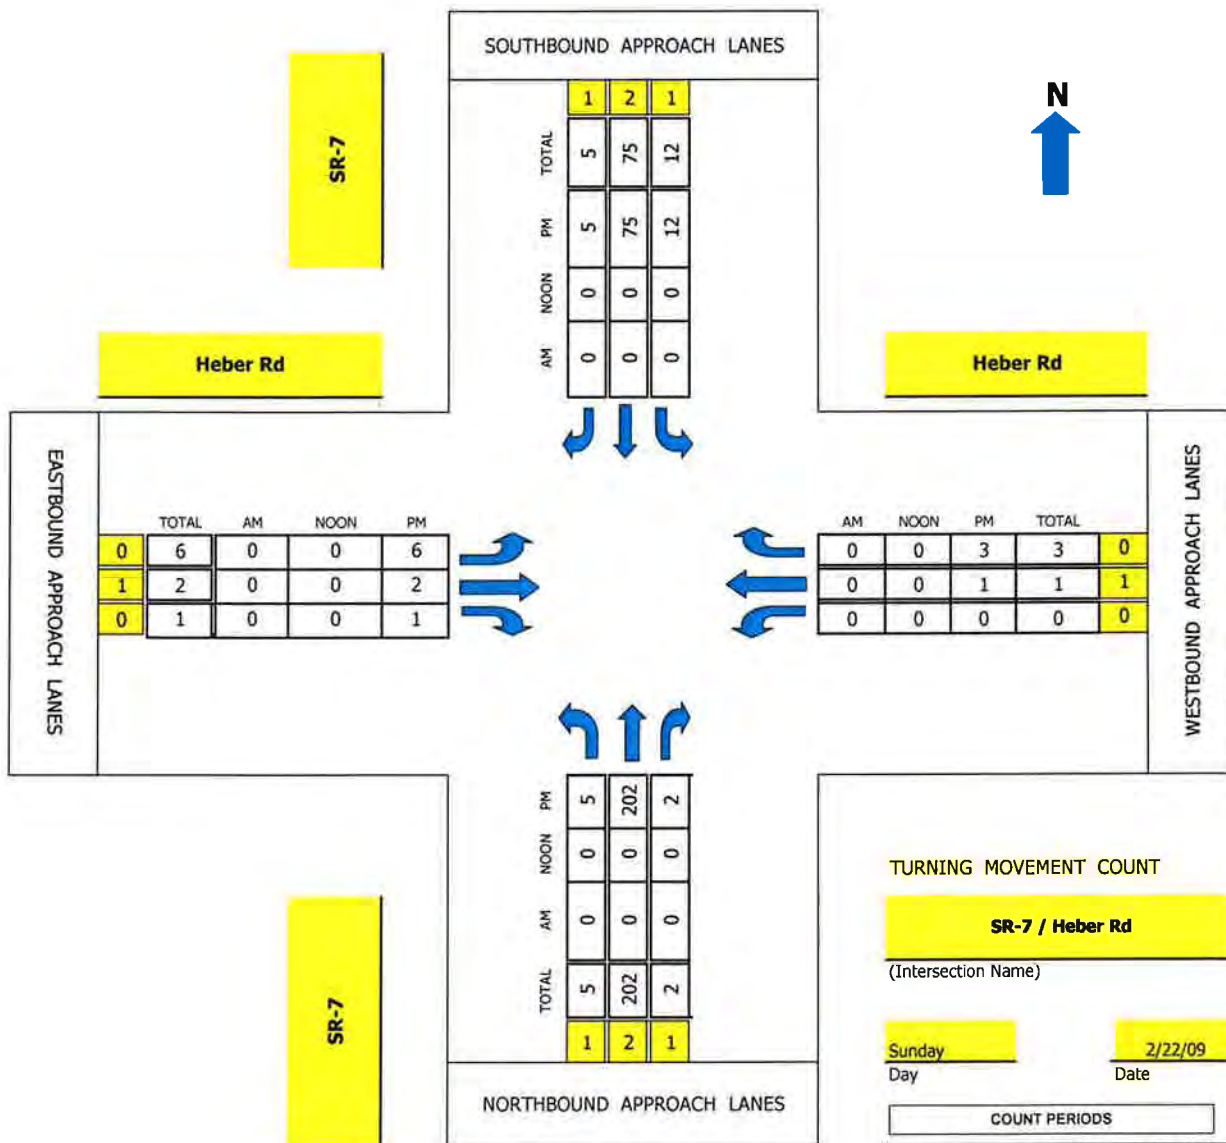 SOUTHBOUND APPROACH LANES
1 2 1
TOTAL 5 75 12
PM 5 75 12
NOON 0 0 0
AM 0 0 0
N
SR-7
Heber Rd
Heber Rd
EASTBOUND APPROACH LANES
TOTAL AM NOON PM
0 6 0 0 6
1 2 0 0 2
0 1 0 0 1
AM NOON PM TOTAL
0 0 3 3 0
0 0 1 1 1
0 0 0 0 0
WESTBOUND APPROACH LANES
PM 5 202 2
NOON 0 0 0
AM 0 0 0
TOTAL 5 202 2
1 2 1
NORTHBOUND APPROACH LANES
SR-7
TURNING MOVEMENT COUNT
SR-7 / Heber Rd
(Intersection Name)
Sunday 2/22/09
Day Date
COUNT PERIODS